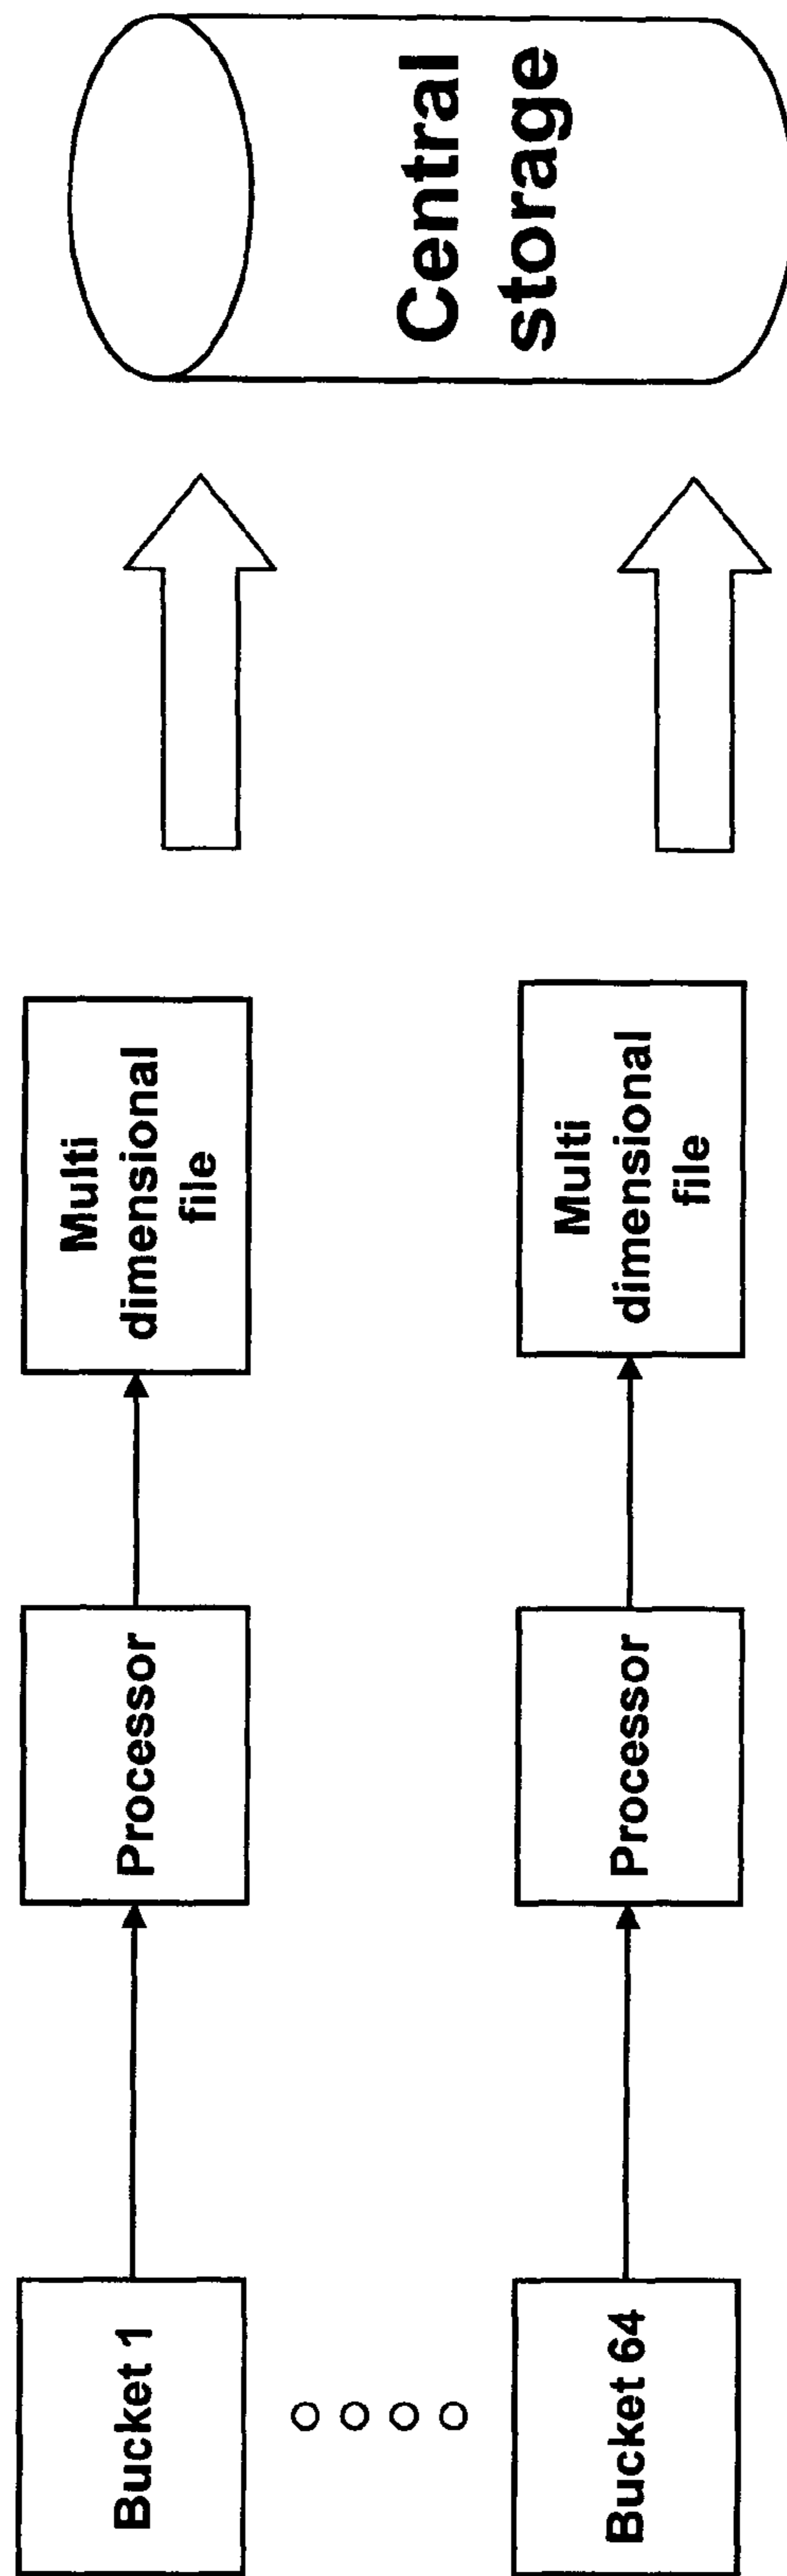 Bucket 1
Processor
Multi
dimensional
file
Bucket 64
Processor
Multi
dimensional
file
Central
storage